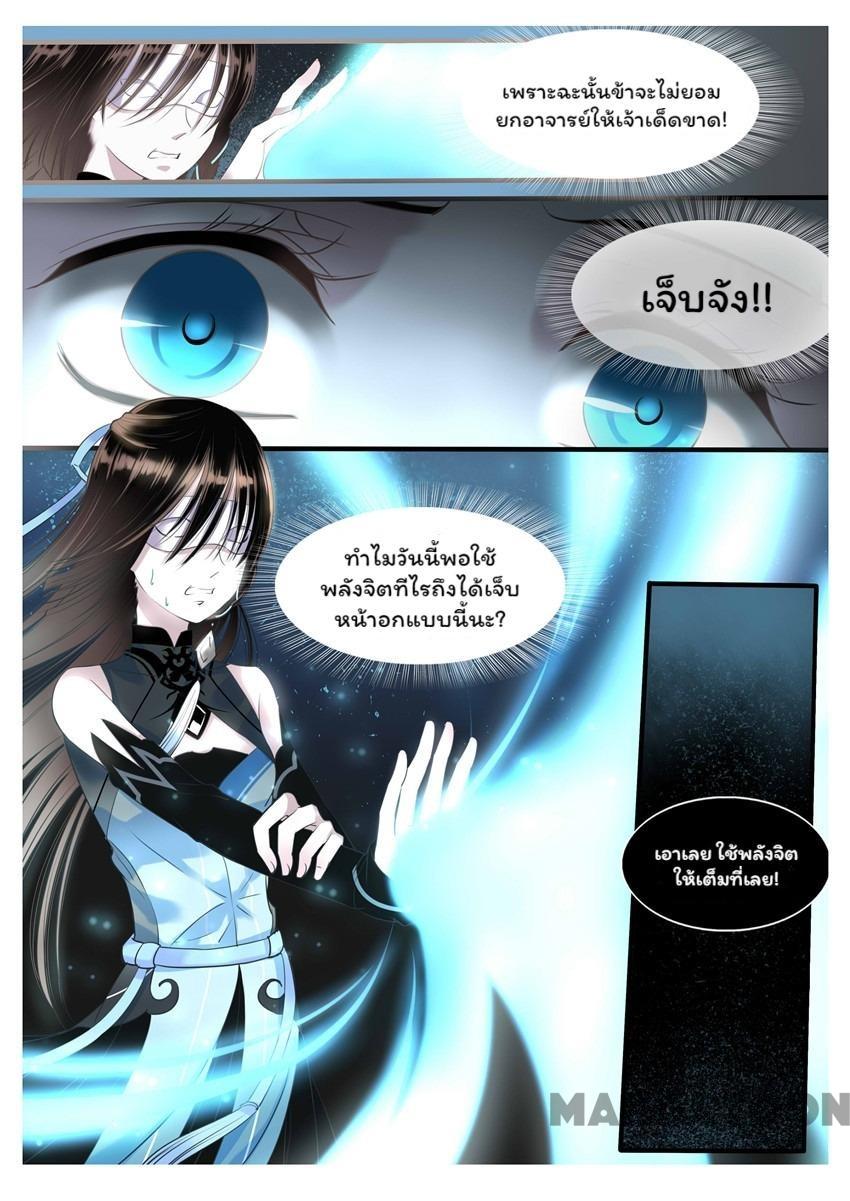 เพราะฉะนั้นข้าจะไม่ยอม
ยกอาจารย์ให้เจ้าเด็ดขาด!
เจ็บจัง!!
ทำไมวันนี้พอใช้
พลังจิตทีไรถึงได้เจ็บ
หน้าอกแบบนี้นะ?
เอาเลย ใช้พลังจิต
ให้เต็มที่เลย!